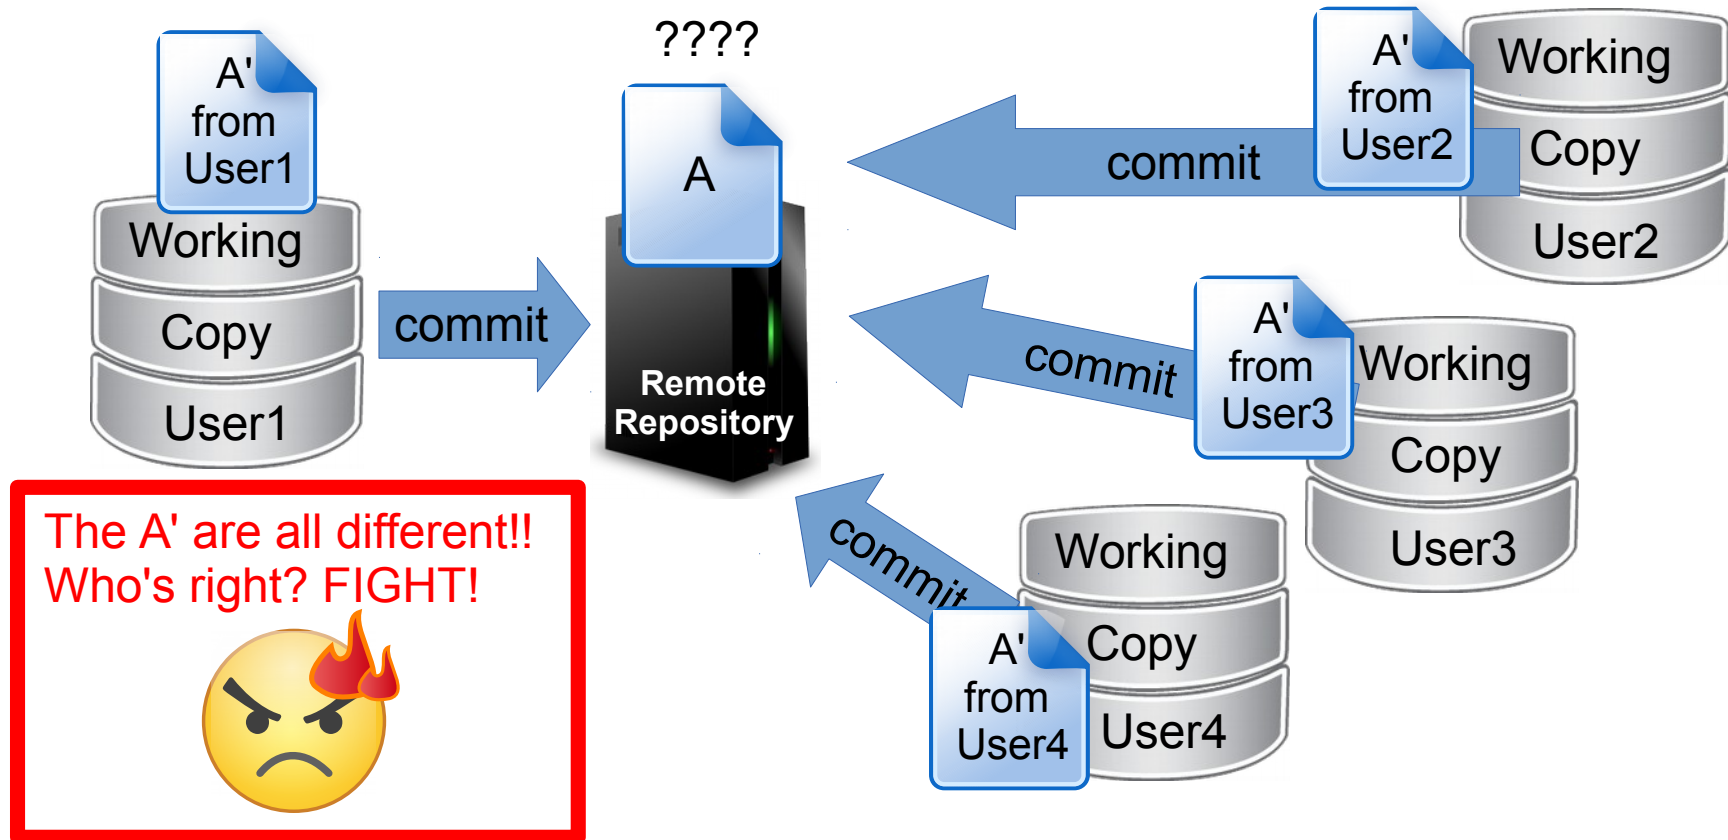 A'
from
User1
Working
Copy
User1
commit
????
A
Remote
Repository
commit
A'
from
User2
Working
Copy
User2
commit
A'
from
User3
Working
Copy
User3
commit
A'
from
User4
Working
Copy
User4
The A' are all different!!
Who's right? FIGHT!